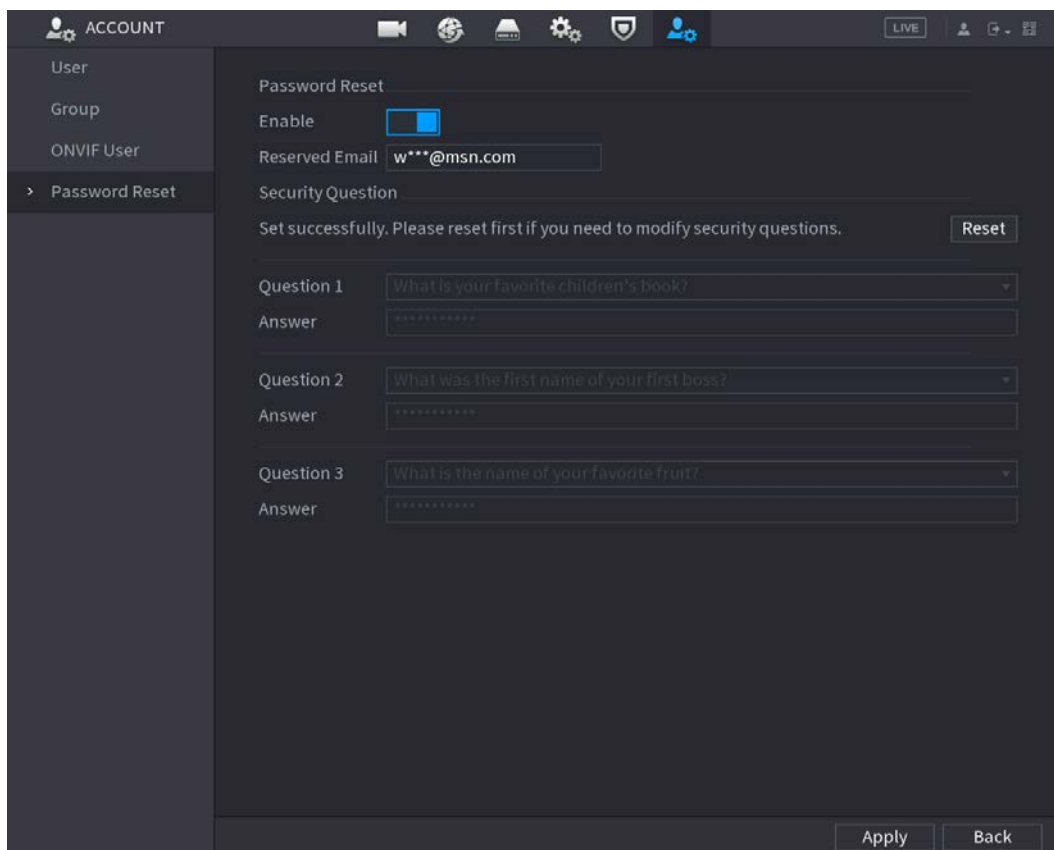 ACCOUNT
LIVE
User
Group
ONVIF User
Password Reset
Password Reset
Enable
Reserved Email w***@msn.com
Security Question
Set successfully. Please reset first if you need to modify security questions. Reset
Question 1 What is your favorite children's book?
Answer ***********
Question 2 What was the first name of your first boss?
Answer ***********
Question 3 What is the name of your favorite fruit?
Answer ***********
Apply Back